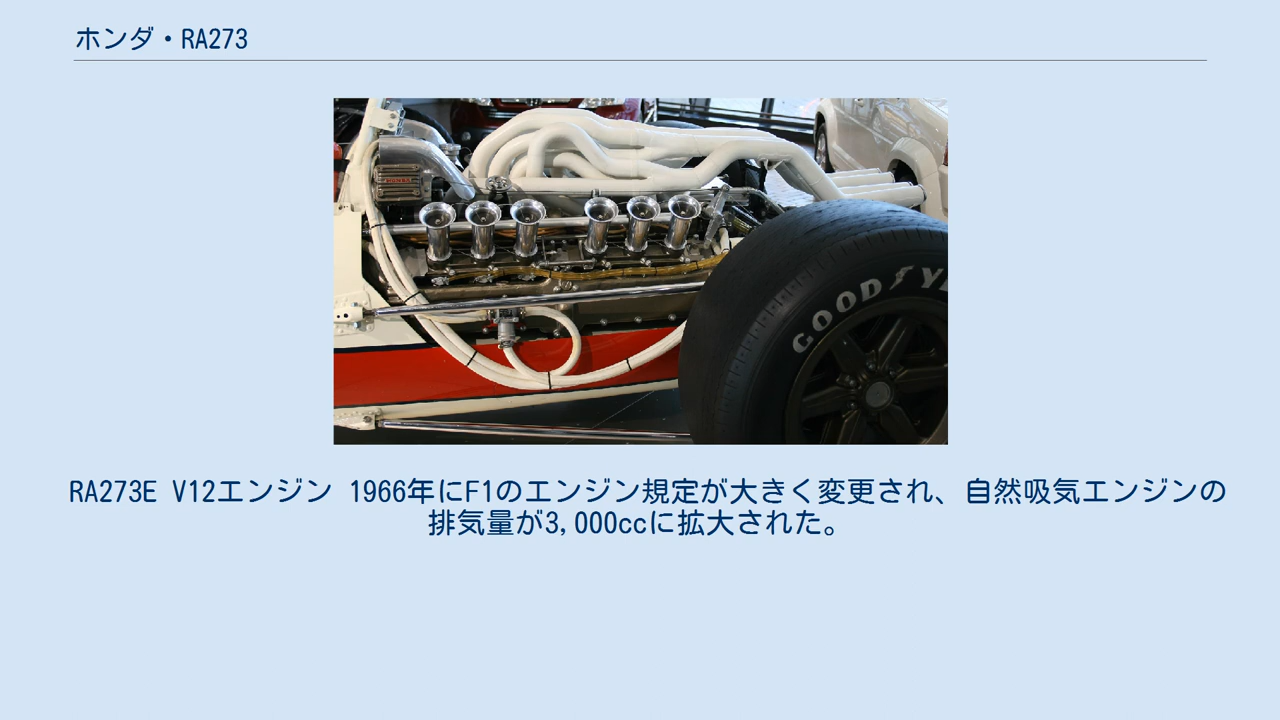 ホンダ・RA273
HONDA
GOOD YE
RA273E V12エンジン 1966年にF1のエンジン規定が大きく変更され、自然吸気エンジンの
排気量が3,000ccに拡大された。